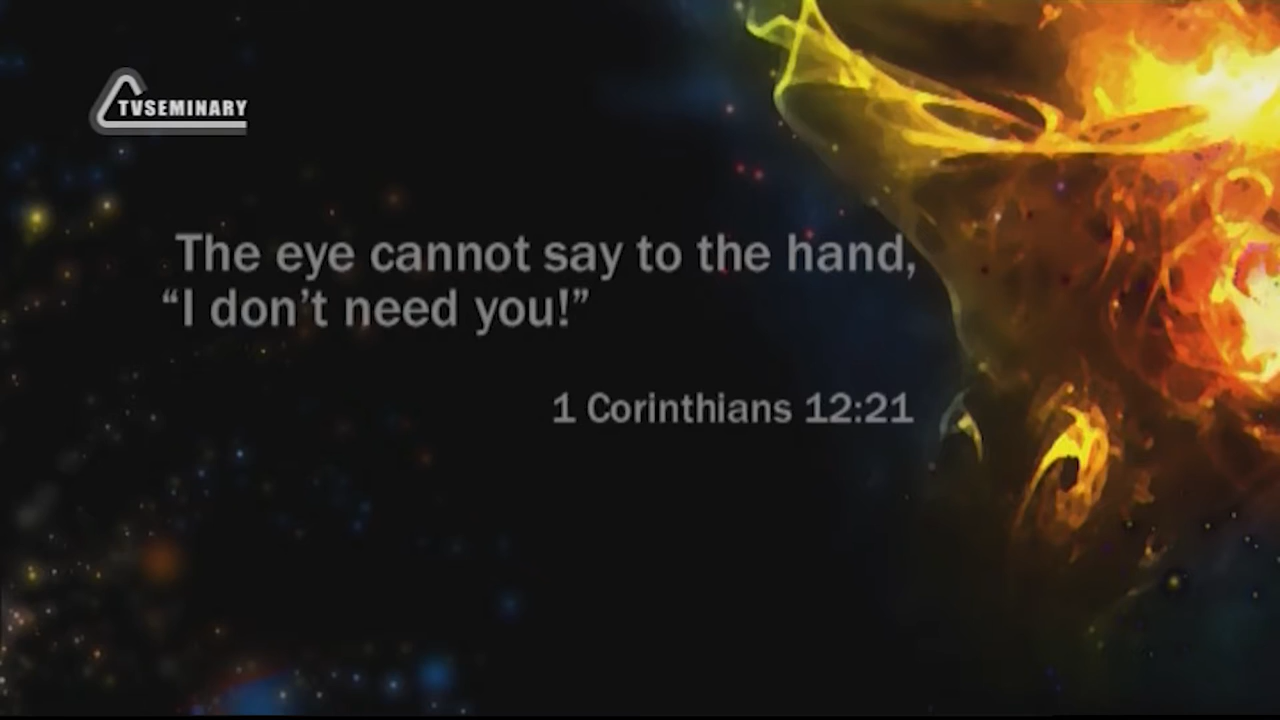 TVSEMINARY
The eye cannot say to the hand,
“I don’t need you!”
1 Corinthians 12:21